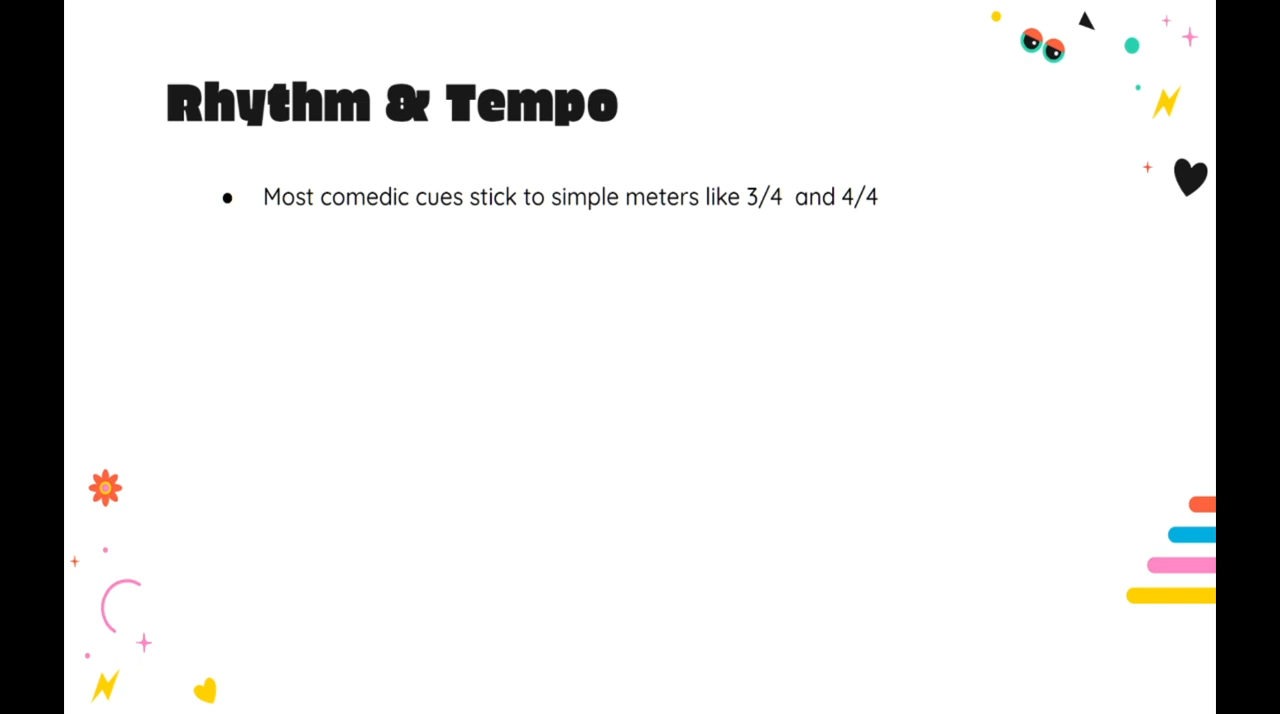 Rhythm & Tempo
● Most comedic cues stick to simple meters like 3/4 and 4/4